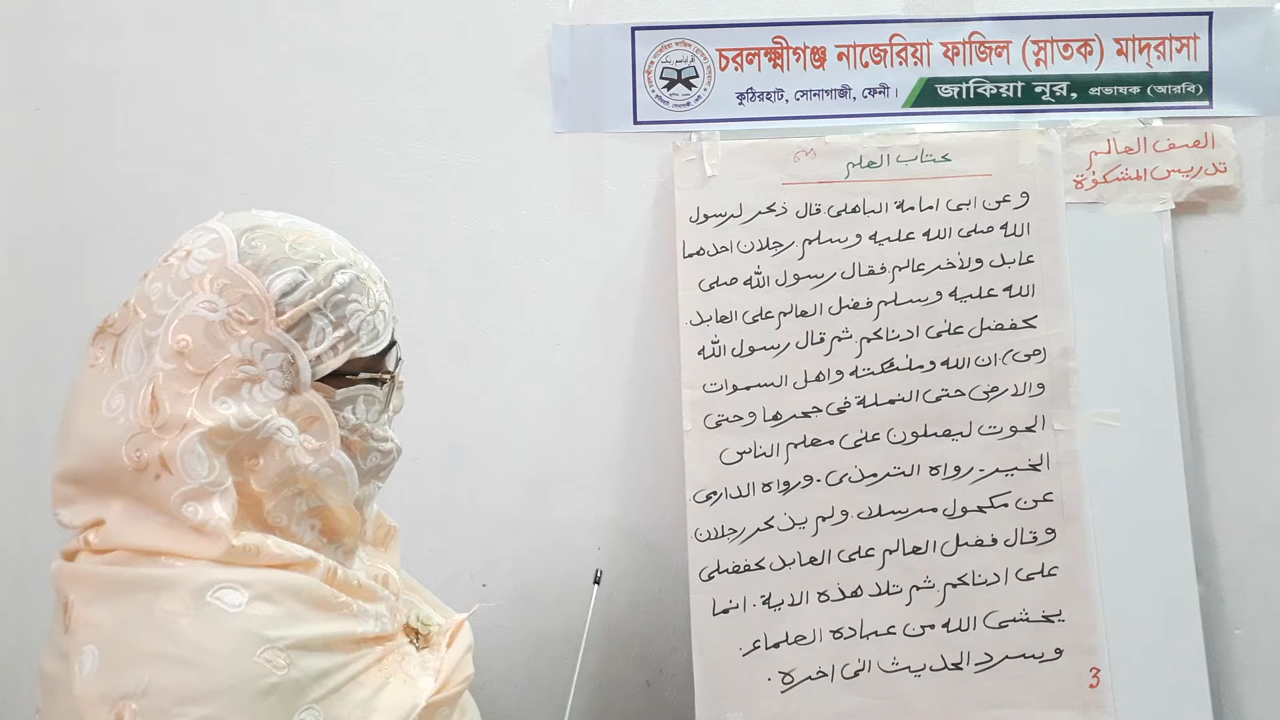 চরলক্ষ্মীগঞ্জ নাজেরিয়া ফাজিল (স্নাতক) মাদ্রাসা
কুঠিরহাট, সোনাগাজী, ফেনী।
জাকিয়া নূর, প্রভাষক (আরবি)
الصف العالم
تدريس المشكوٰة
كتاب العلم
وعن ابى امامة الباهلى قال ذكر لرسول
الله صلى الله عليه وسلم رجلان احدهما
عابد ولأخر عالم فقال رسول الله صلى
الله عليه وسلم فضل العالم على العابد
كفضل على ادناكم. ثم قال رسول الله
(صى) ان الله وملئكته واهل السموات
والارض حتى النملة فى جحرها وحتى
الحوت ليصلون على معلم الناس
الخير - رواه الترمذى. ورواه الدارمى.
عن مكحول مرسلا. ولم يذكر رجلان.
وقال فضل العالم على العابد كفضلى
على ادناكم ثم تلا هذه الاية. انما
يخشى الله من عباده العلماء.
وسرد الحديث الى اخره.
3